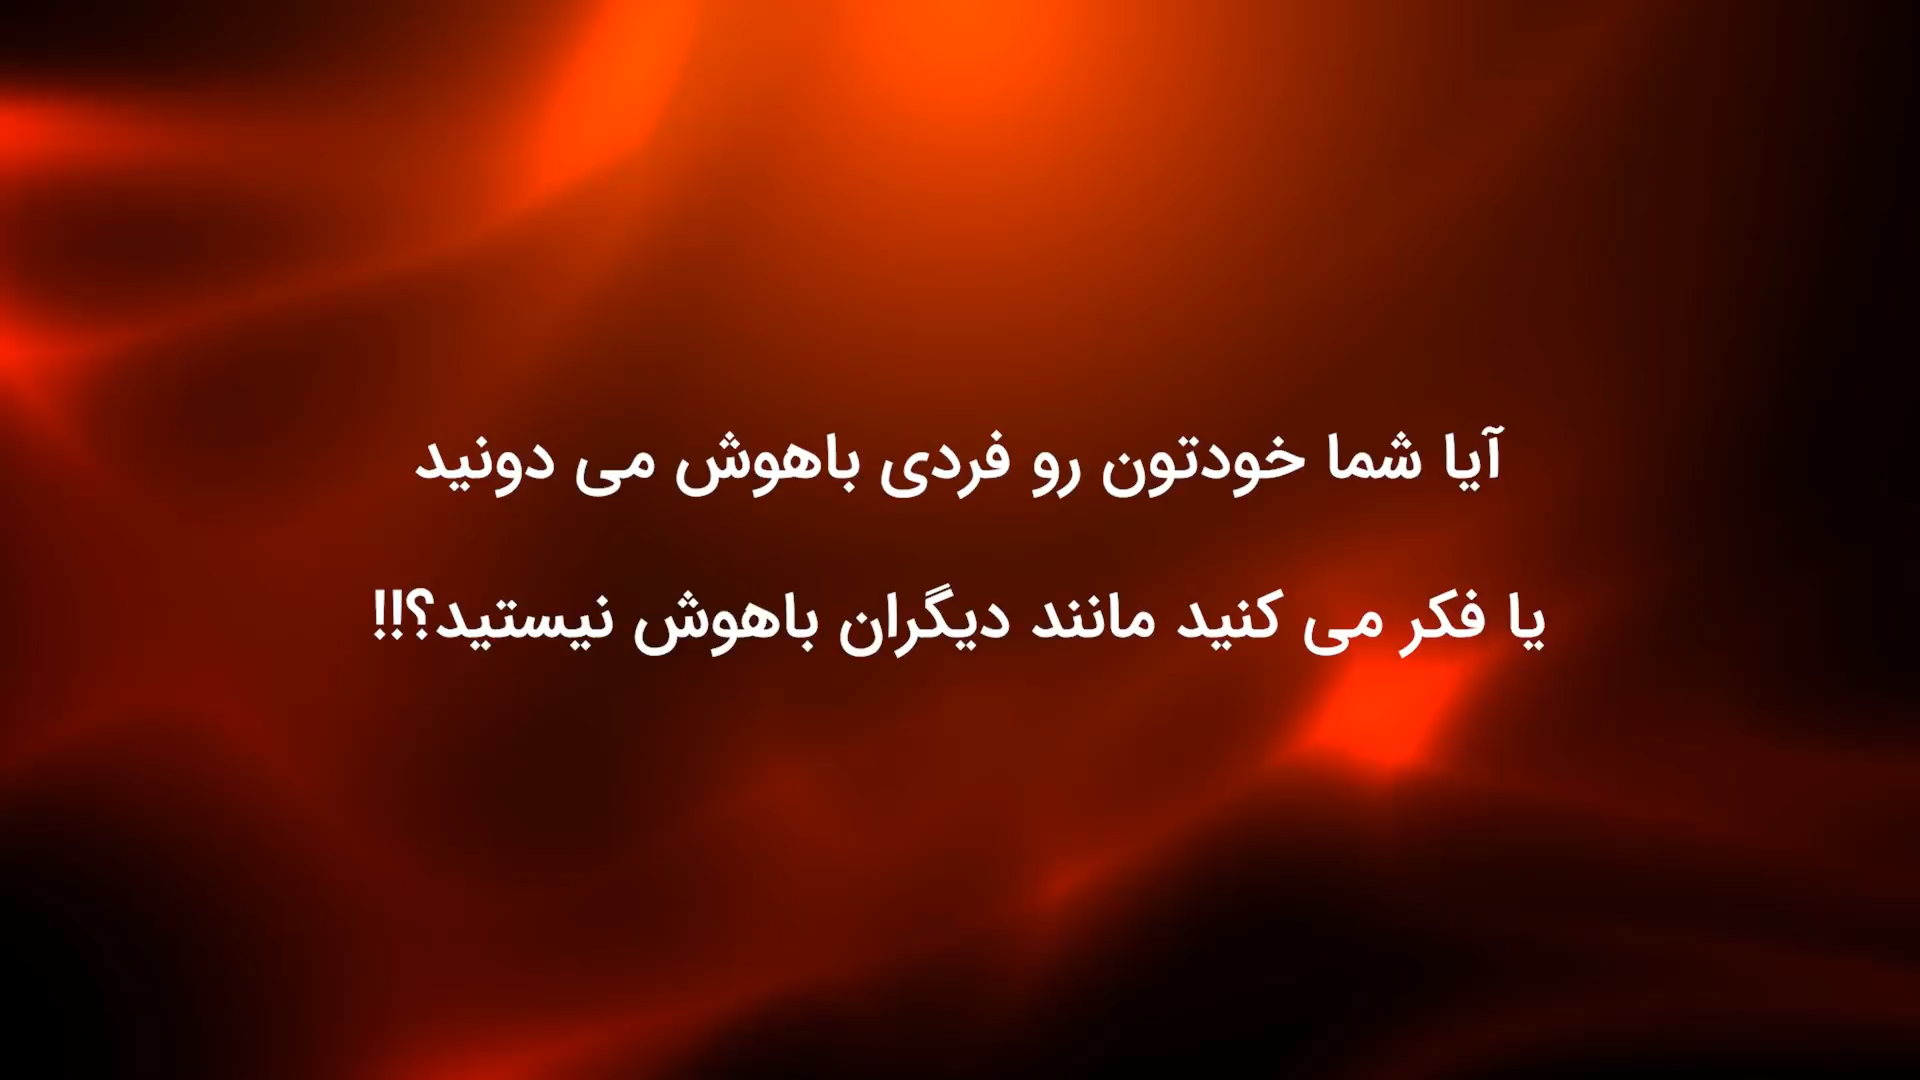 آیا شما خودتون رو فردی باهوش می دونید
یا فکر می کنید مانند دیگران باهوش نیستید؟!!